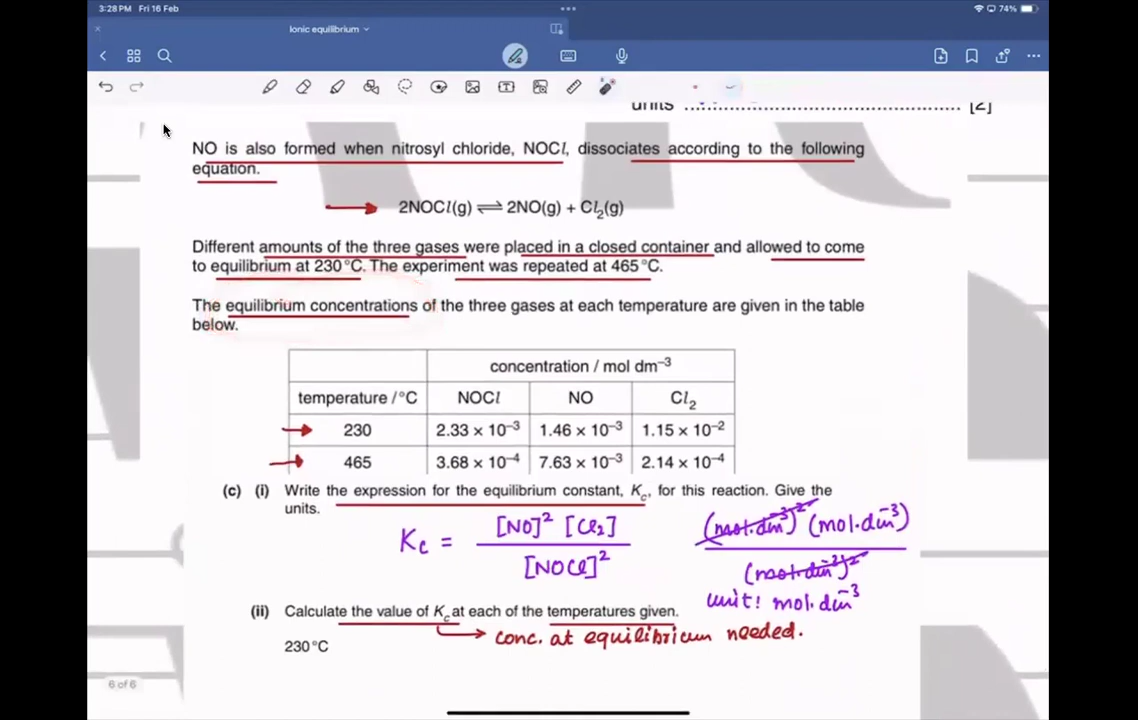 3:28 PM Fri 16 Feb
74%
Ionic equilibrium
units ........................................................ [2]
NO is also formed when nitrosyl chloride, NOCl, dissociates according to the following
equation.
2NOCl(g) ⇌ 2NO(g) + Cl₂(g)
Different amounts of the three gases were placed in a closed container and allowed to come
to equilibrium at 230 °C. The experiment was repeated at 465 °C.
The equilibrium concentrations of the three gases at each temperature are given in the table
below.
concentration / mol dm⁻³
temperature / °C NOCl NO Cl₂
230 2.33 × 10⁻³ 1.46 × 10⁻³ 1.15 × 10⁻²
465 3.68 × 10⁻⁴ 7.63 × 10⁻³ 2.14 × 10⁻⁴
(c) (i) Write the expression for the equilibrium constant, Kc, for this reaction. Give the
units.
Kc = [NO]² [Cl₂] / [NOCl]²
(mol.dm⁻³)² (mol.dm⁻³)
(mol.dm⁻³)²
unit: mol.dm⁻³
(ii) Calculate the value of Kc at each of the temperatures given.
conc. at equilibrium needed.
230 °C
6 of 6